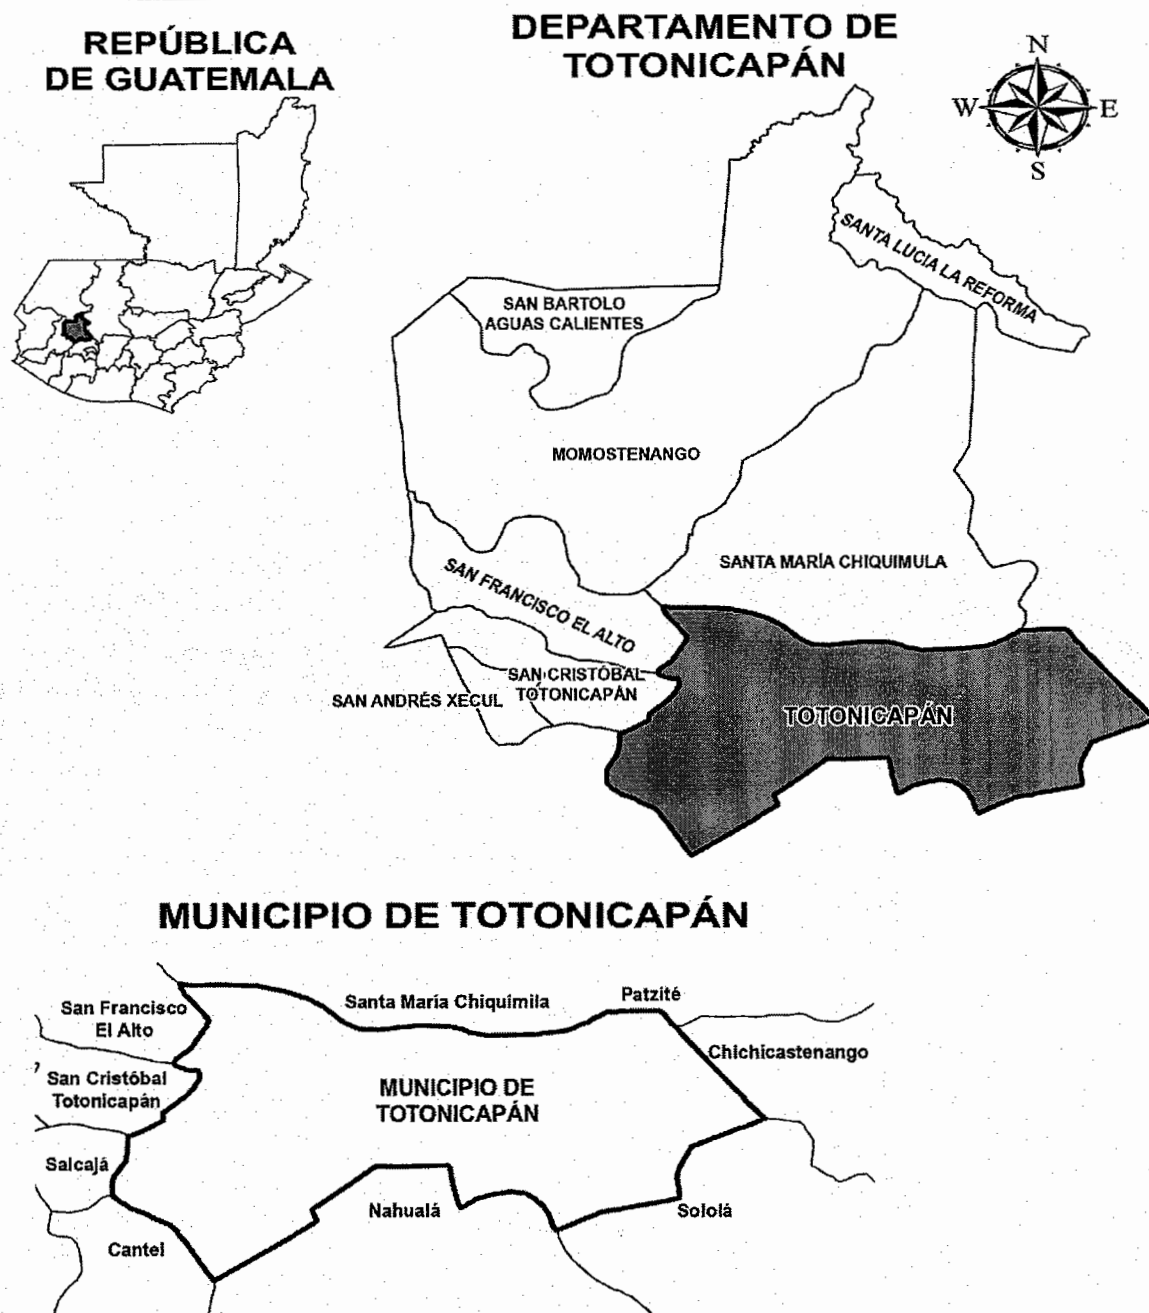 REPÚBLICA
DE GUATEMALA
DEPARTAMENTO DE
TOTONICAPÁN
N
W
E
S
SANTA LUCIA LA REFORMA
SAN BARTOLO
AGUAS CALIENTES
MOMOSTENANGO
SANTA MARÍA CHIQUIMULA
SAN FRANCISCO EL ALTO
SAN CRISTÓBAL
TOTONICAPÁN
SAN ANDRÉS XECUL
TOTONICAPÁN
MUNICIPIO DE TOTONICAPÁN
San Francisco
El Alto
Santa María Chiquimila
Patzité
Chichicastenango
San Cristóbal
Totonicapán
MUNICIPIO DE
TOTONICAPÁN
Salcajá
Nahualá
Sololá
Cantel